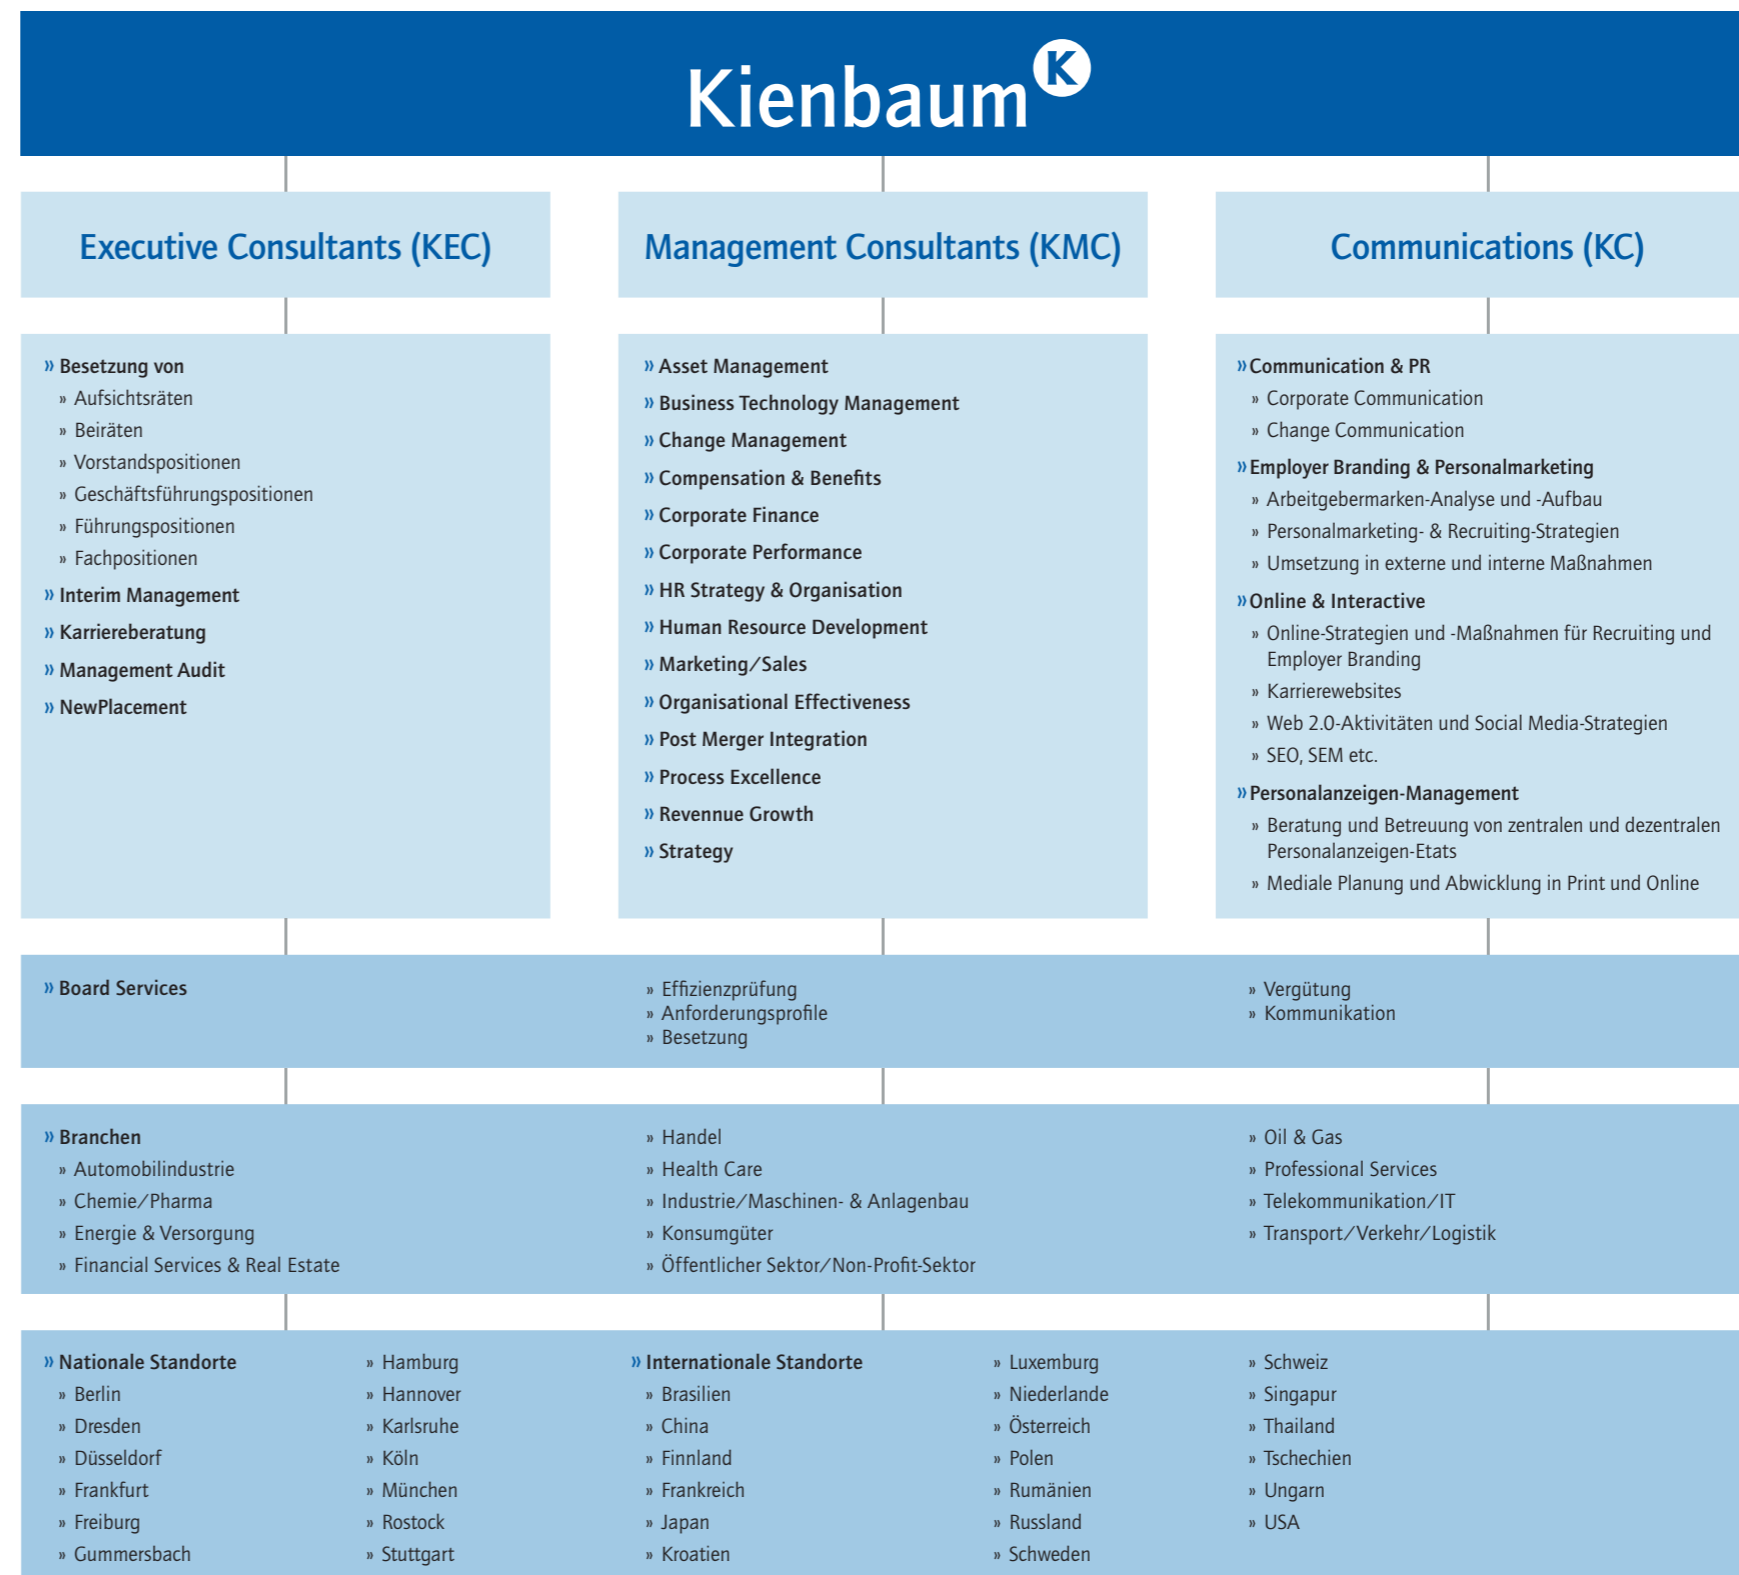 Kienbaum K
Executive Consultants (KEC)
» Besetzung von
» Aufsichtsräten
» Beiräten
» Vorstandspositionen
» Geschäftsführungspositionen
» Führungspositionen
» Fachpositionen
» Interim Management
» Karriereberatung
» Management Audit
» NewPlacement
Management Consultants (KMC)
» Asset Management
» Business Technology Management
» Change Management
» Compensation & Benefits
» Corporate Finance
» Corporate Performance
» HR Strategy & Organisation
» Human Resource Development
» Marketing/Sales
» Organisational Effectiveness
» Post Merger Integration
» Process Excellence
» Revennue Growth
» Strategy
Communications (KC)
» Communication & PR
» Corporate Communication
» Change Communication
» Employer Branding & Personalmarketing
» Arbeitgebermarken-Analyse und -Aufbau
» Personalmarketing- & Recruiting-Strategien
» Umsetzung in externe und interne Maßnahmen
» Online & Interactive
» Online-Strategien und -Maßnahmen für Recruiting und
Employer Branding
» Karrierewebsites
» Web 2.0-Aktivitäten und Social Media-Strategien
» SEO, SEM etc.
» Personalanzeigen-Management
» Beratung und Betreuung von zentralen und dezentralen
Personalanzeigen-Etats
» Mediale Planung und Abwicklung in Print und Online
» Board Services
» Effizienzprüfung
» Anforderungsprofile
» Besetzung
» Vergütung
» Kommunikation
» Branchen
» Automobilindustrie
» Chemie/Pharma
» Energie & Versorgung
» Financial Services & Real Estate
» Handel
» Health Care
» Industrie/Maschinen- & Anlagenbau
» Konsumgüter
» Öffentlicher Sektor/Non-Profit-Sektor
» Oil & Gas
» Professional Services
» Telekommunikation/IT
» Transport/Verkehr/Logistik
» Nationale Standorte
» Berlin
» Dresden
» Düsseldorf
» Frankfurt
» Freiburg
» Gummersbach
» Hamburg
» Hannover
» Karlsruhe
» Köln
» München
» Rostock
» Stuttgart
» Internationale Standorte
» Brasilien
» China
» Finnland
» Frankreich
» Japan
» Kroatien
» Luxemburg
» Niederlande
» Österreich
» Polen
» Rumänien
» Russland
» Schweden
» Schweiz
» Singapur
» Thailand
» Tschechien
» Ungarn
» USA